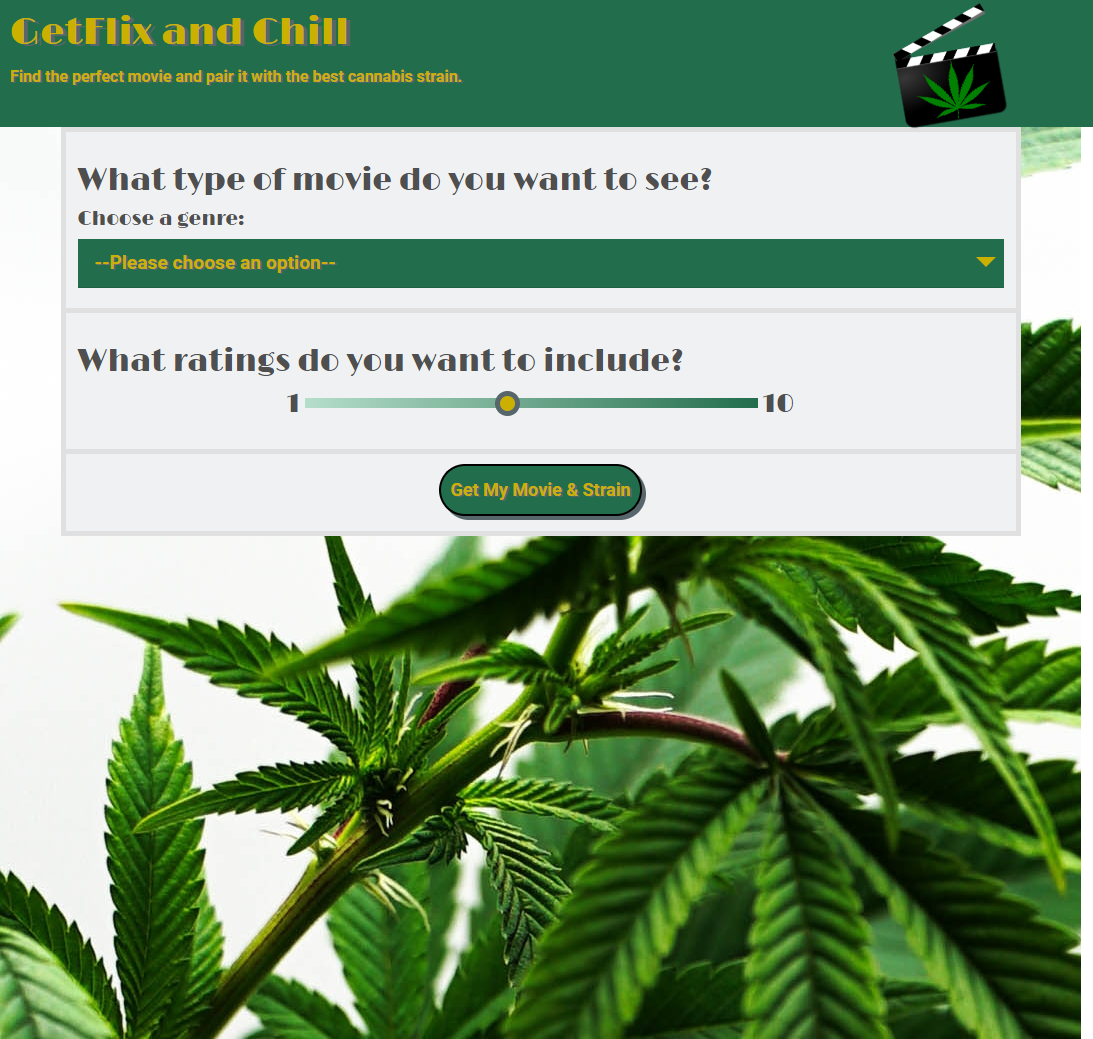 GetFlix and Chill
Find the perfect movie and pair it with the best cannabis strain.
What type of movie do you want to see?
Choose a genre:
--Please choose an option--
What ratings do you want to include?
1 10
Get My Movie & Strain